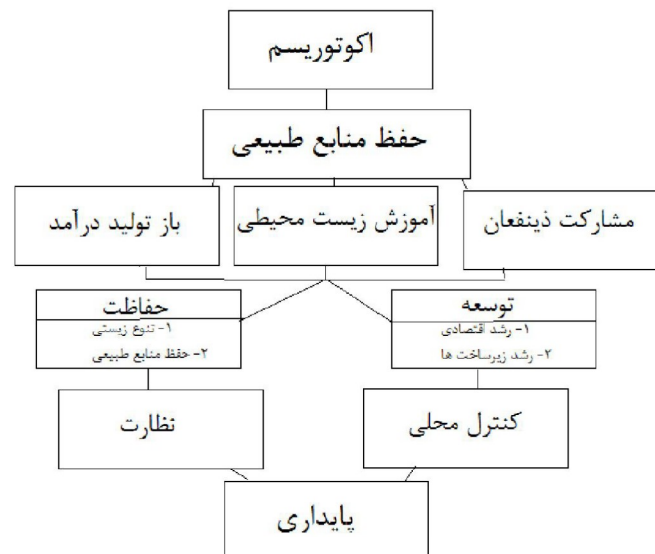 اکوتوریسم
حفظ منابع طبیعی
مشارکت ذینفعان
آموزش زیست محیطی
باز تولید درآمد
توسعه
۱- رشد اقتصادی
۲- رشد زیرساخت ها
حفاظت
۱- تنوع زیستی
۲- حفظ منابع طبیعی
کنترل محلی
نظارت
پایداری